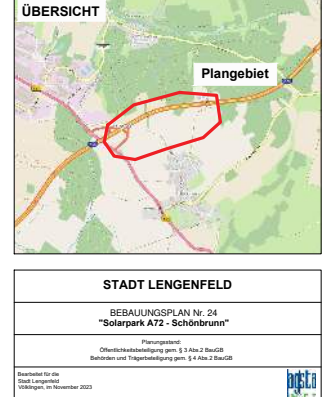 ÜBERSICHT
Plangebiet
STADT LENGENFELD
BEBAUUNGSPLAN Nr. 24
"Solarpark A72 - Schönbrunn"
Planungsstand:
Öffentlichkeitsbeteiligung gem. § 3 Abs.2 BauGB
Behörden und Trägerbeteiligung gem. § 4 Abs.2 BauGB
Bearbeitet für die
Stadt Lengenfeld
Völklingen, im November 2023
agsta